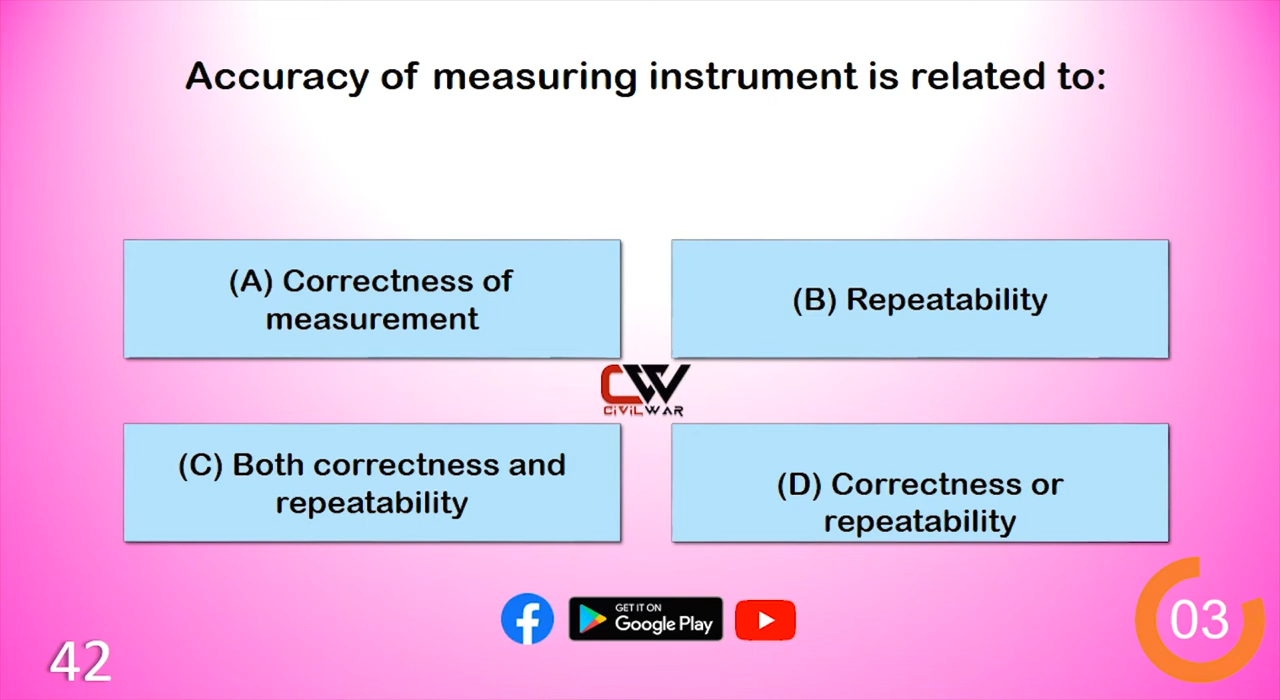 Accuracy of measuring instrument is related to:
(A) Correctness of
measurement
(B) Repeatability
CW
CIVIL WAR
(C) Both correctness and
repeatability
(D) Correctness or
repeatability
GET IT ON
Google Play
03
42